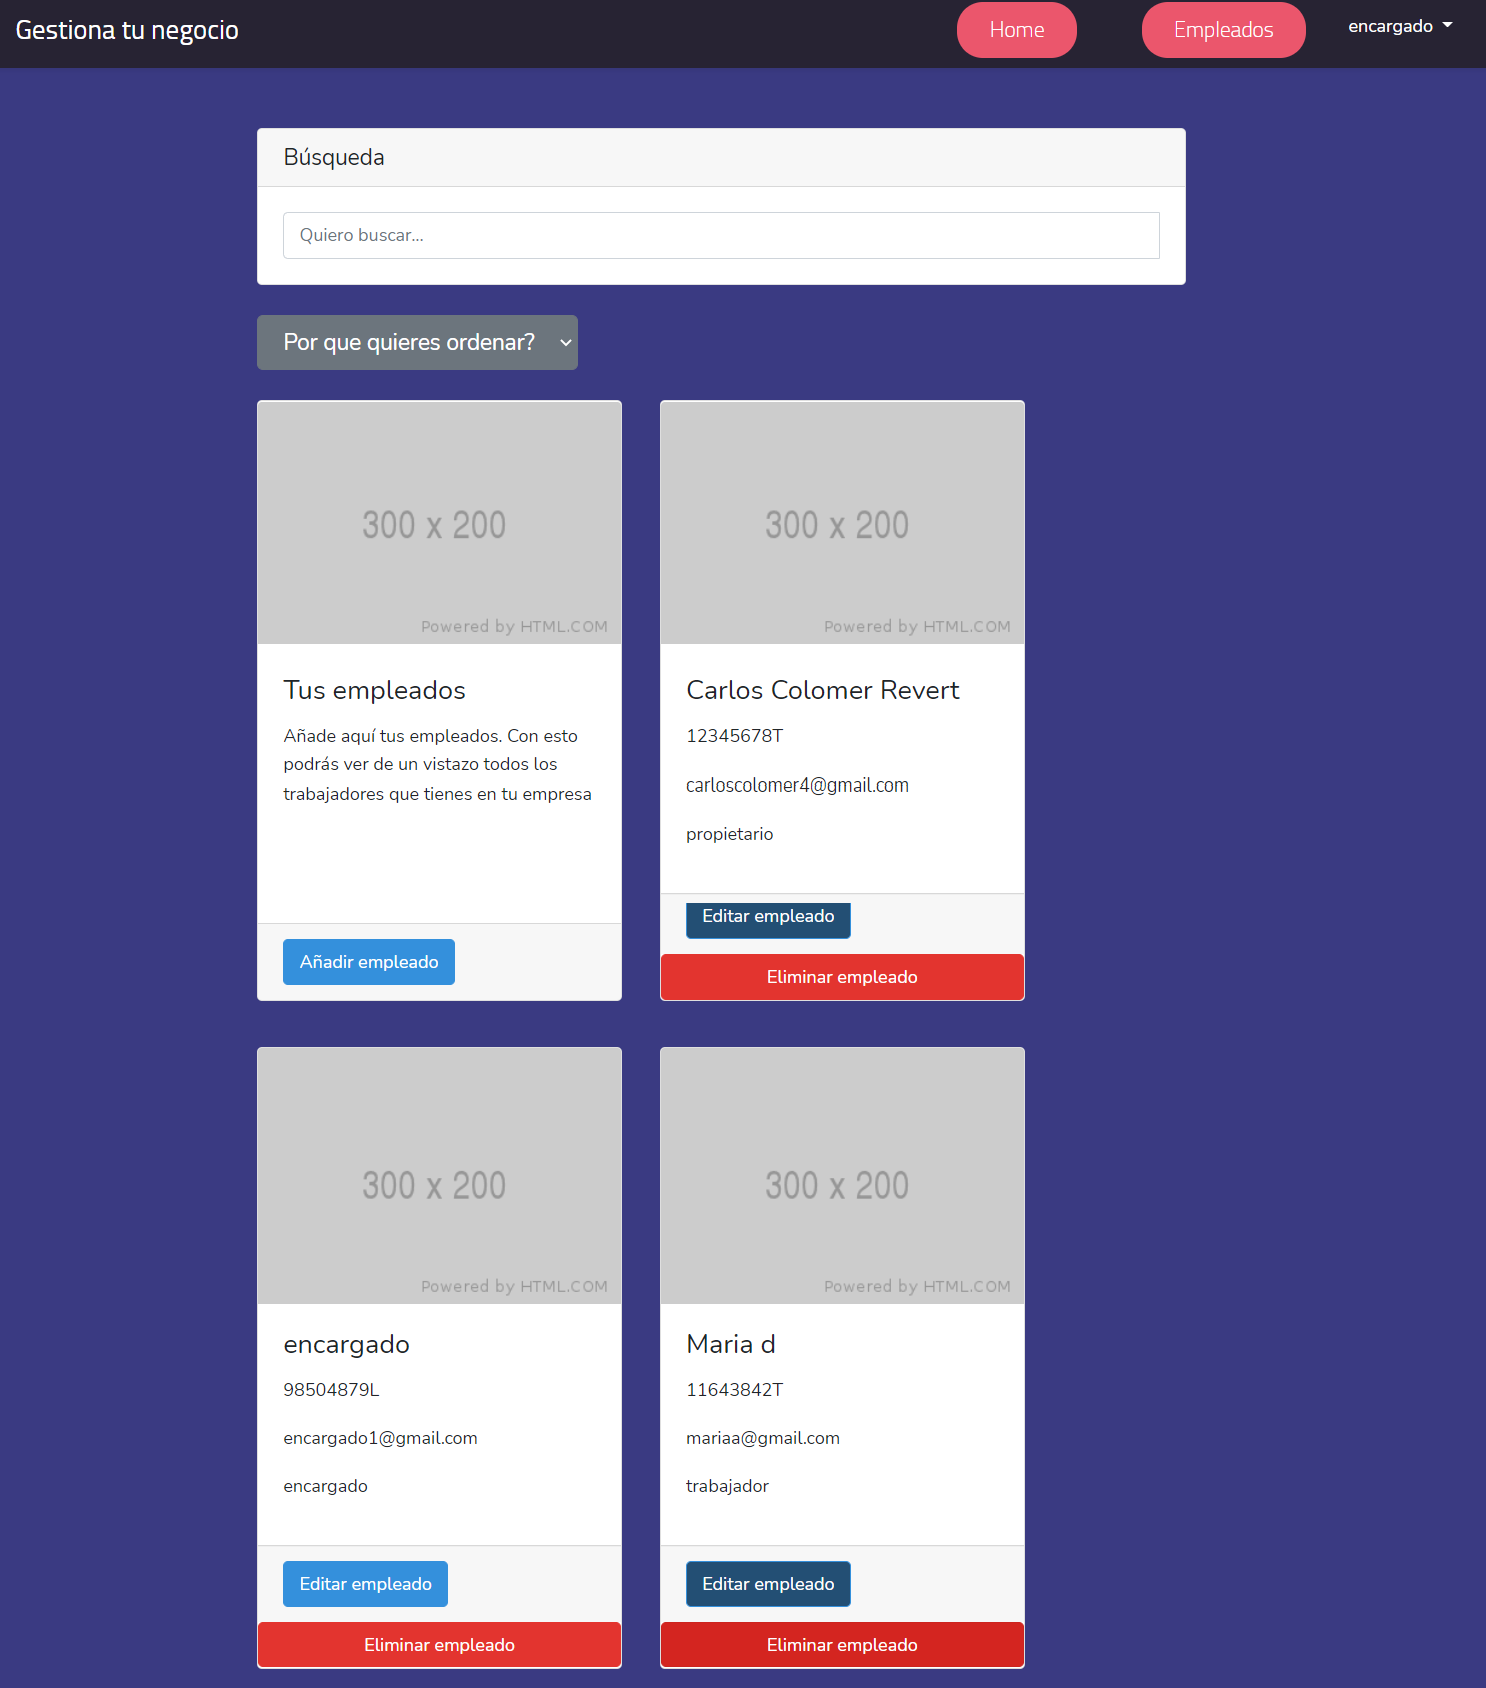 Gestiona tu negocio
Home
Empleados
encargado
Búsqueda
Quiero buscar...
Por que quieres ordenar?
300 x 200
Powered by HTML.COM
Tus empleados
Añade aquí tus empleados. Con esto
podrás ver de un vistazo todos los
trabajadores que tienes en tu empresa
Añadir empleado
300 x 200
Powered by HTML.COM
Carlos Colomer Revert
12345678T
carloscolomer4@gmail.com
propietario
Editar empleado
Eliminar empleado
300 x 200
Powered by HTML.COM
encargado
98504879L
encargado1@gmail.com
encargado
Editar empleado
Eliminar empleado
300 x 200
Powered by HTML.COM
Maria d
11643842T
mariaa@gmail.com
trabajador
Editar empleado
Eliminar empleado